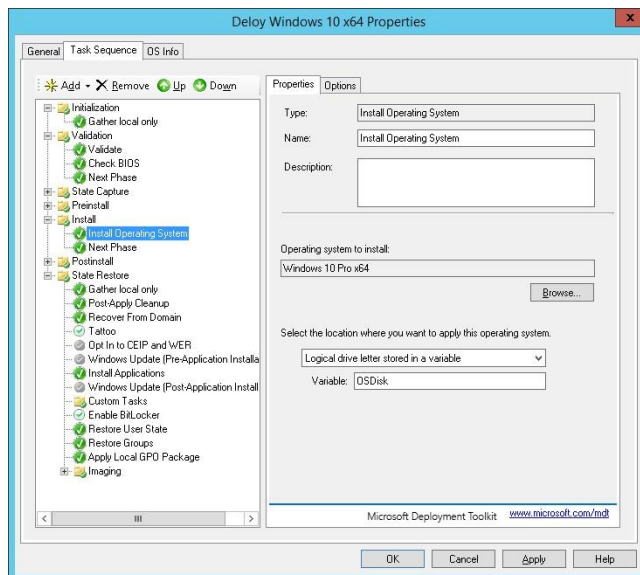 Deloy Windows 10 x64 Properties
x
General Task Sequence OS Info
Add Remove Up Down
Initialization
Gather local only
Validation
Validate
Check BIOS
Next Phase
State Capture
Preinstall
Install
Install Operating System
Next Phase
Postinstall
State Restore
Gather local only
Post-Apply Cleanup
Recover From Domain
Tattoo
Opt In to CEIP and WER
Windows Update (Pre-Application Installa
Install Applications
Windows Update (Post-Application Install
Custom Tasks
Enable BitLocker
Restore User State
Restore Groups
Apply Local GPO Package
Imaging
Properties Options
Type: Install Operating System
Name: Install Operating System
Description:
Operating system to install:
Windows 10 Pro x64
Browse...
Select the location where you want to apply this operating system.
Logical drive letter stored in a variable
Variable: OSDisk
Microsoft Deployment Toolkit www.microsoft.com/mdt
OK Cancel Apply Help